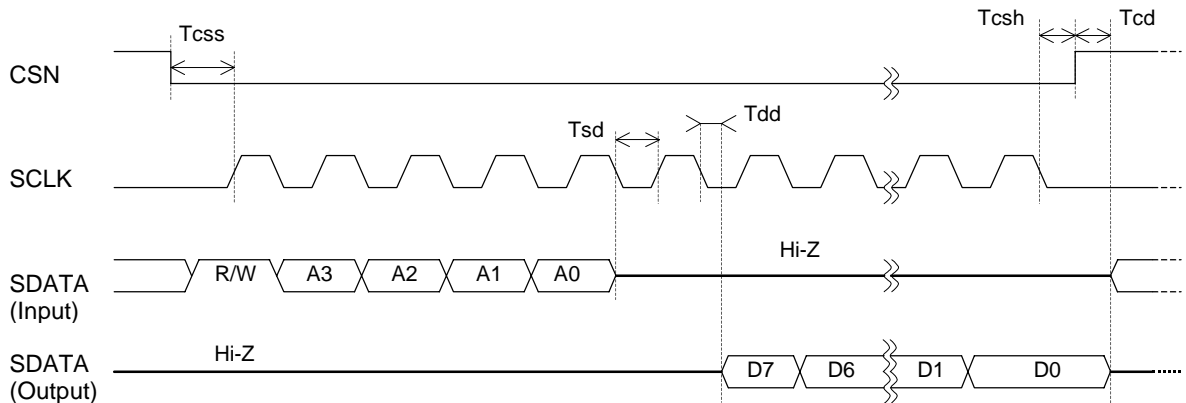 Tcss
Tcsh
Tcd
CSN
Tsd
Tdd
SCLK
Hi-Z
R/W
A3
A2
A1
A0
SDATA
(Input)
Hi-Z
SDATA
(Output)
D7
D6
D1
D0